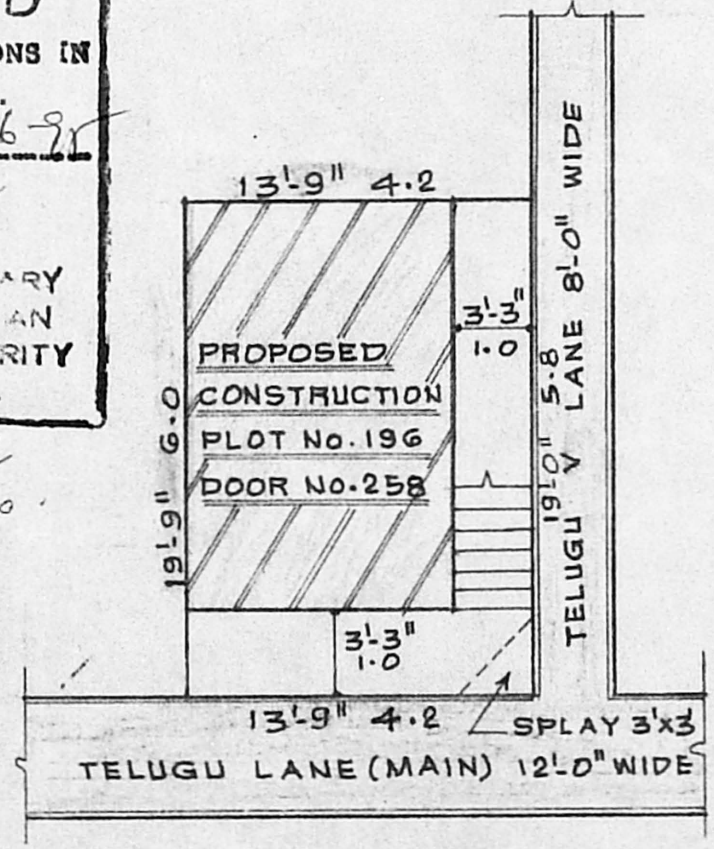 D
ONS IN
ARY
AN
RITY
13'-9" 4.2
3'-3"
1.0
PROPOSED
CONSTRUCTION
PLOT No. 196
DOOR No. 258
19'-9" 6.0
19'-0" 5.8
TELUGU V LANE 8'-0" WIDE
3'-3"
1.0
13'-9" 4.2
SPLAY 3'x3'
TELUGU LANE (MAIN) 12'-0" WIDE